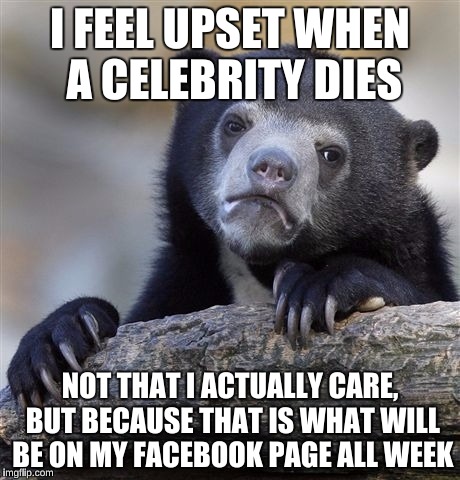 I FEEL UPSET WHEN
A CELEBRITY DIES
NOT THAT I ACTUALLY CARE,
BUT BECAUSE THAT IS WHAT WILL
BE ON MY FACEBOOK PAGE ALL WEEK
imgflip.com